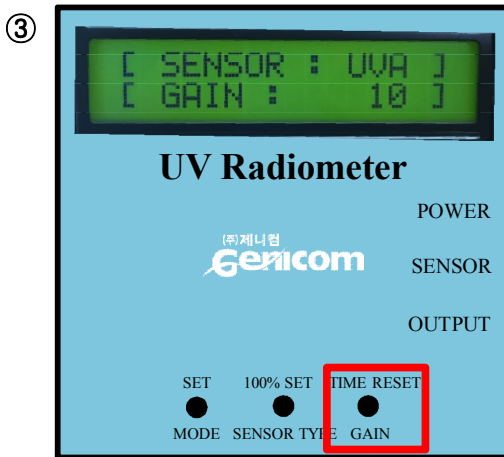 ③
[ SENSOR : UVA ]
[ GAIN : 10 ]
UV Radiometer
POWER
(주)제니컴
Genicom
SENSOR
OUTPUT
SET 100% SET TIME RESET
MODE SENSOR TYPE GAIN